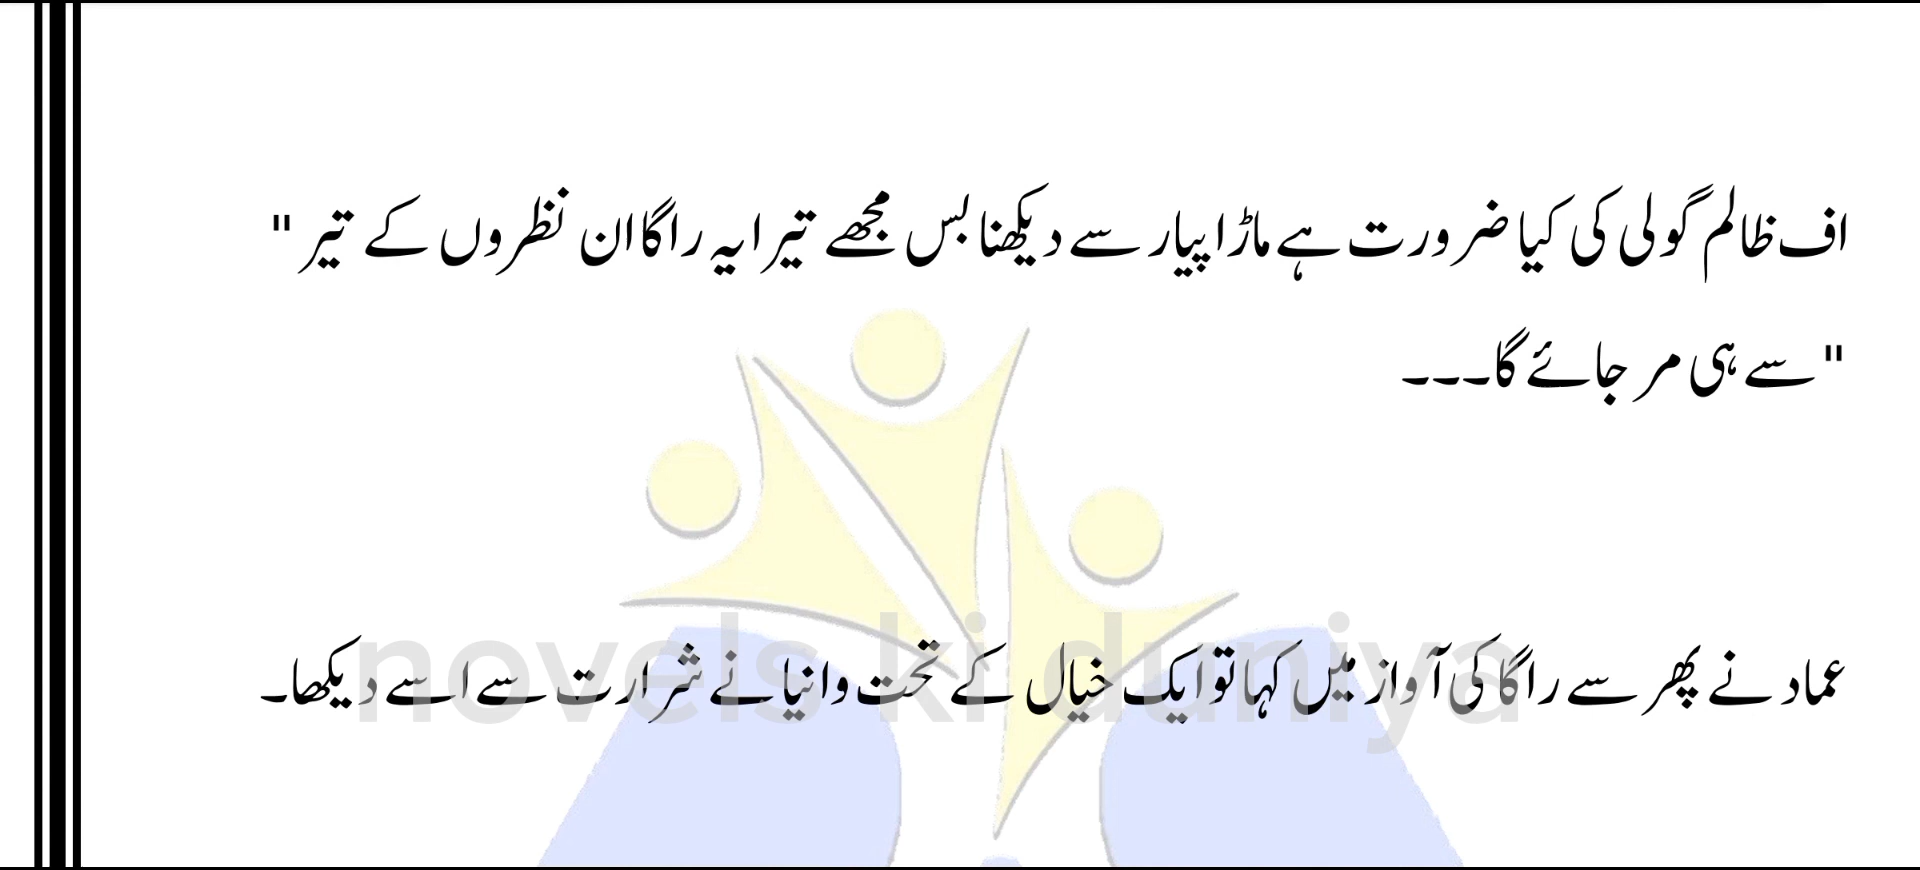 اف ظالم گولی کی کیا ضرورت ہے ماڑا پیار سے دیکھنا بس مجھے تیرا یہ راگا ان نظروں کے تیر "
"سے ہی مر جائے گا۔۔۔
عماد نے پھر سے راگا کی آواز میں کہا تو ایک خیال کے تحت وانیا نے شرارت سے اسے دیکھا۔
novels ki duniya